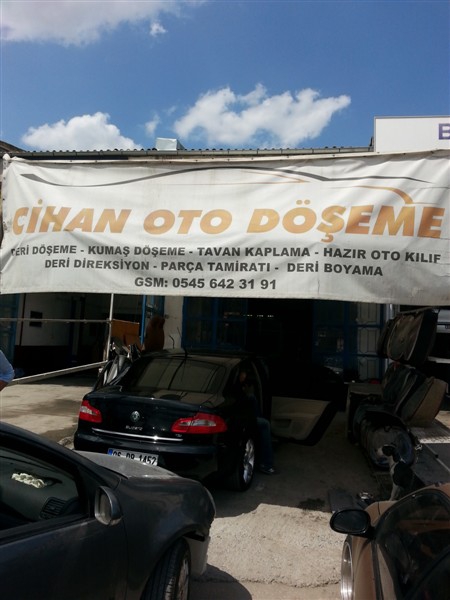 CİHAN OTO DÖŞEME
DERİ DÖŞEME - KUMAŞ DÖŞEME - TAVAN KAPLAMA - HAZIR OTO KILIF
DERİ DİREKSİYON - PARÇA TAMİRATI - DERİ BOYAMA
GSM: 0545 642 31 91
B